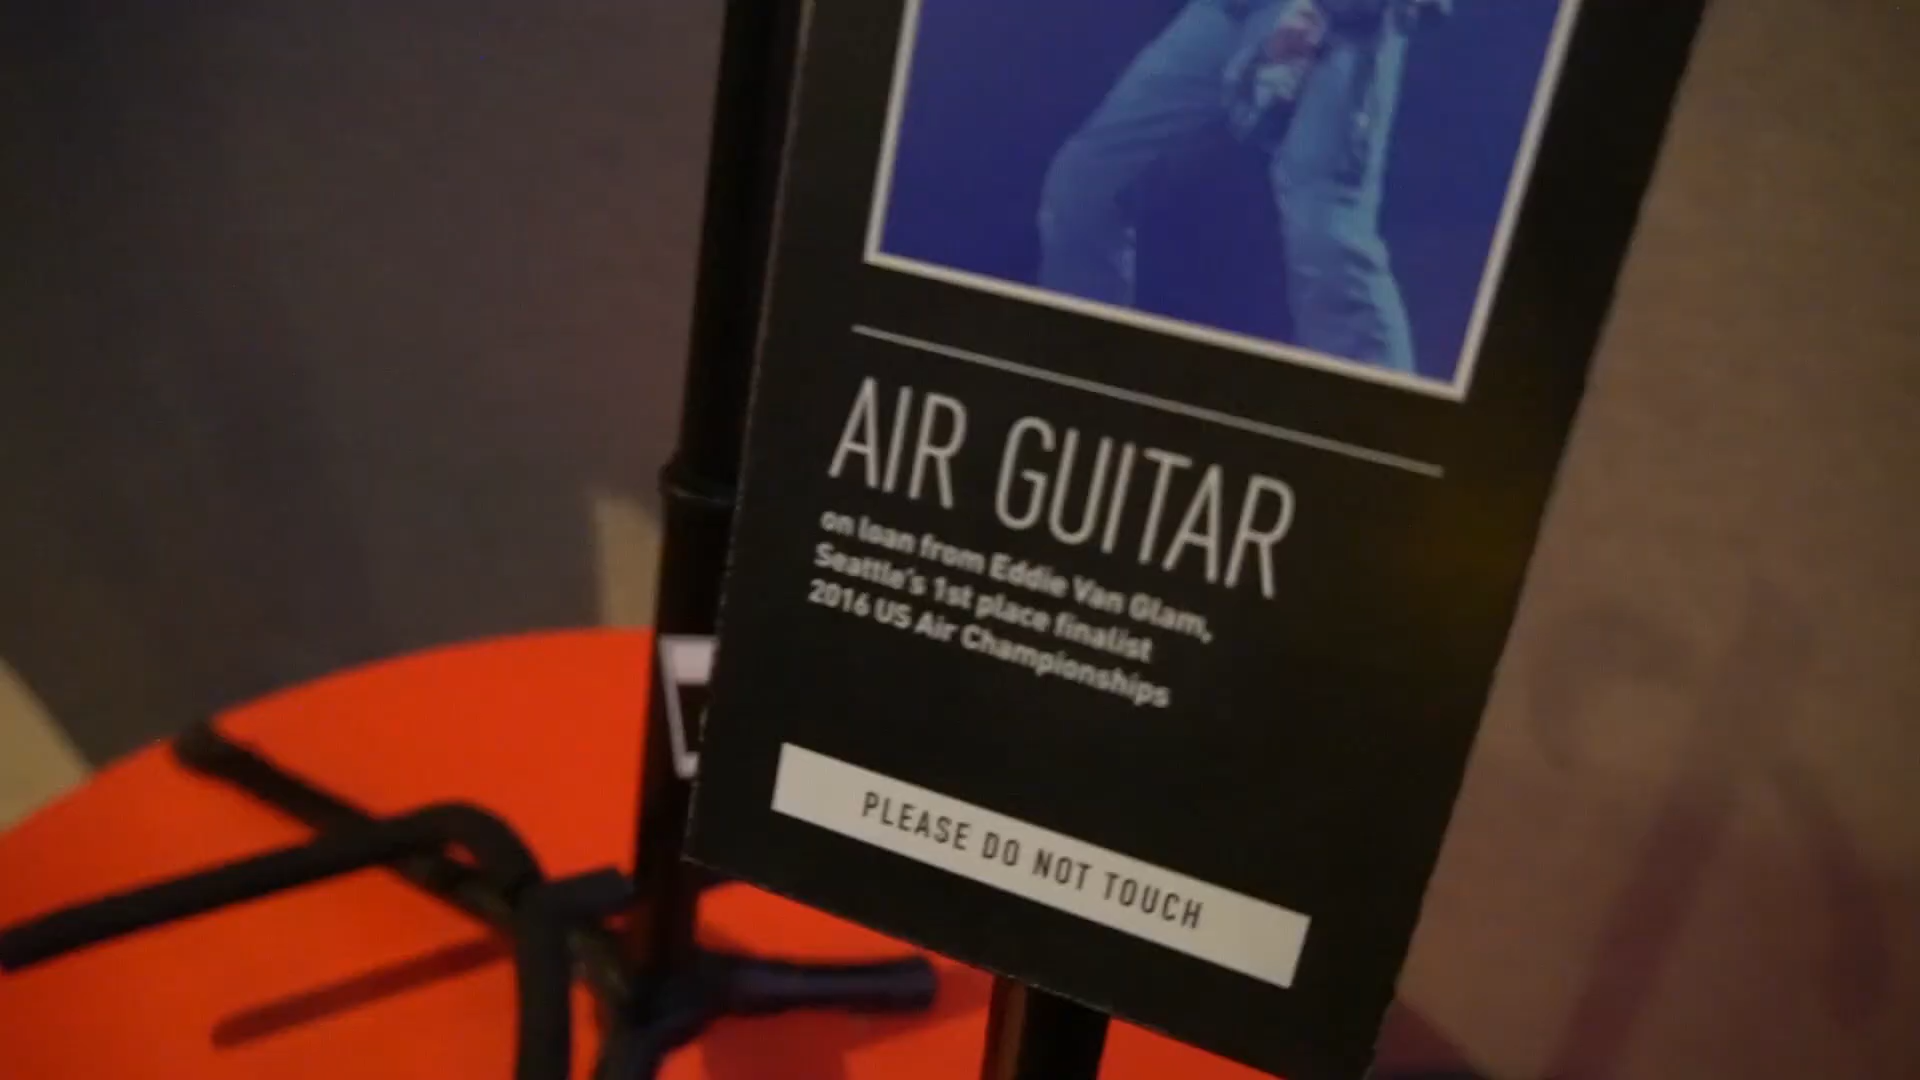 AIR GUITAR
on loan from Eddie Van Glam,
Seattle's 1st place finalist
2016 US Air Championships
PLEASE DO NOT TOUCH